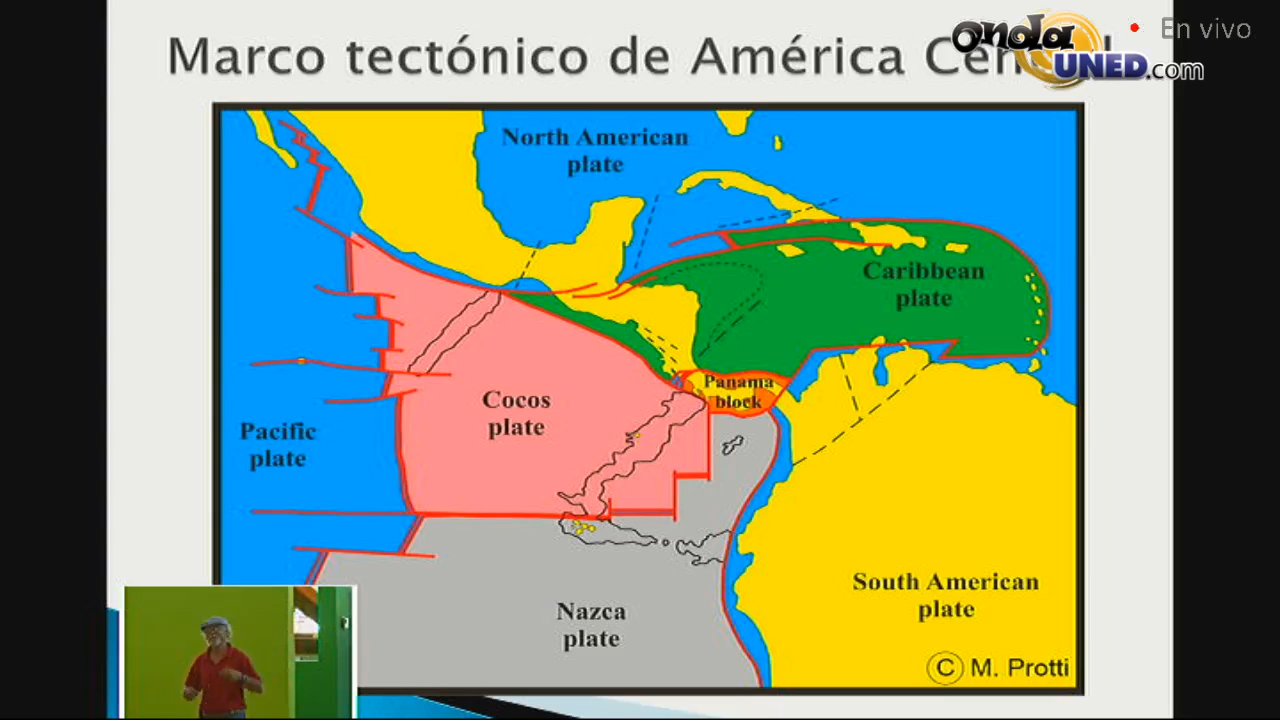 Marco tectónico de América
onda
UNED.com
En vivo
North American
plate
Caribbean
plate
Panama
block
Cocos
plate
Pacific
plate
South American
plate
Nazca
plate
© M. Protti